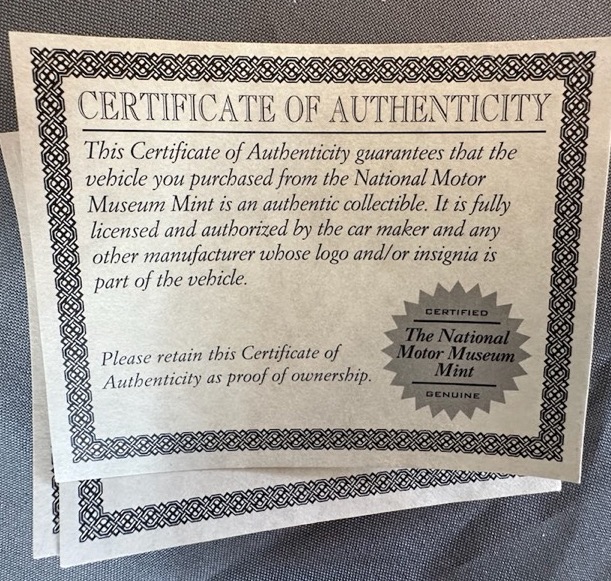 CERTIFICATE OF AUTHENTICITY
This Certificate of Authenticity guarantees that the
vehicle you purchased from the National Motor
Museum Mint is an authentic collectible. It is fully
licensed and authorized by the car maker and any
other manufacturer whose logo and/or insignia is
part of the vehicle.
Please retain this Certificate of
Authenticity as proof of ownership.
CERTIFIED
The National
Motor Museum
Mint
GENUINE